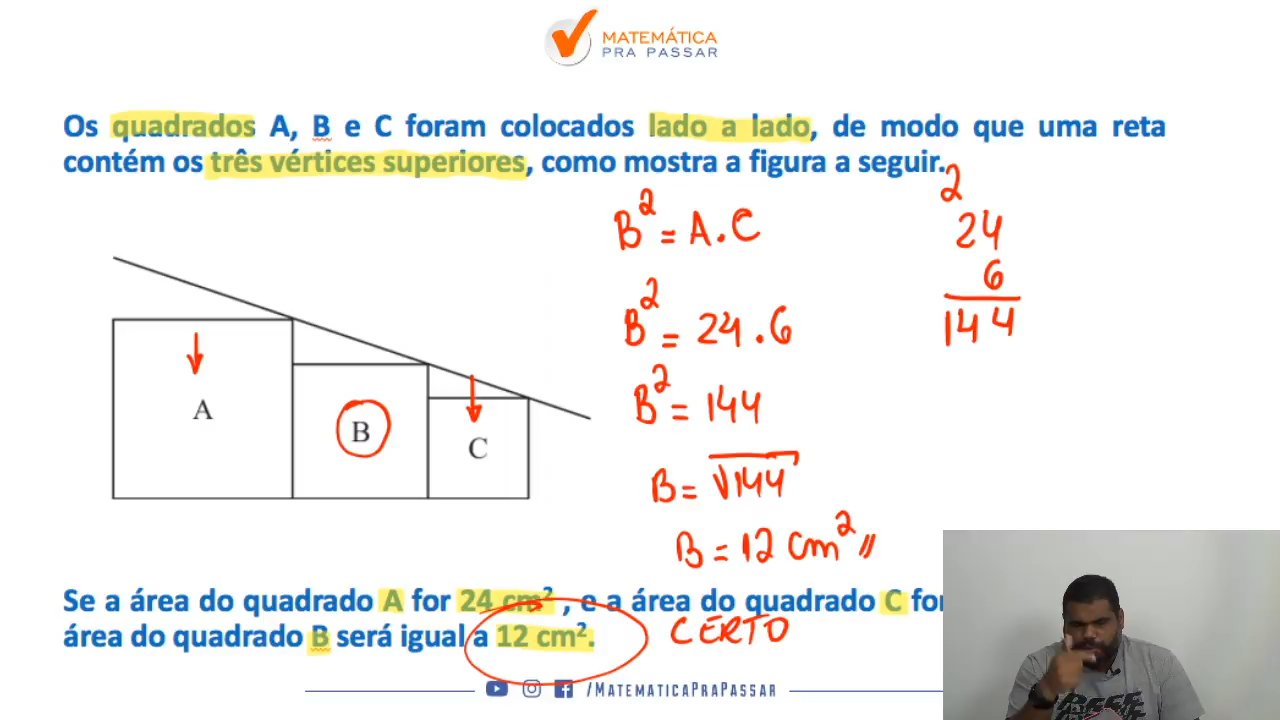 MATEMÁTICA
PRA PASSAR
Os quadrados A, B e C foram colocados lado a lado, de modo que uma reta
contém os três vértices superiores, como mostra a figura a seguir.
B² = A.C
B² = 24.6
B² = 144
B = √144
B = 12 cm²
2
24
6
144
A
B
C
Se a área do quadrado A for 24 cm², e a área do quadrado C for
área do quadrado B será igual a 12 cm².
CERTO
/MATEMATICAPRAPASSAR